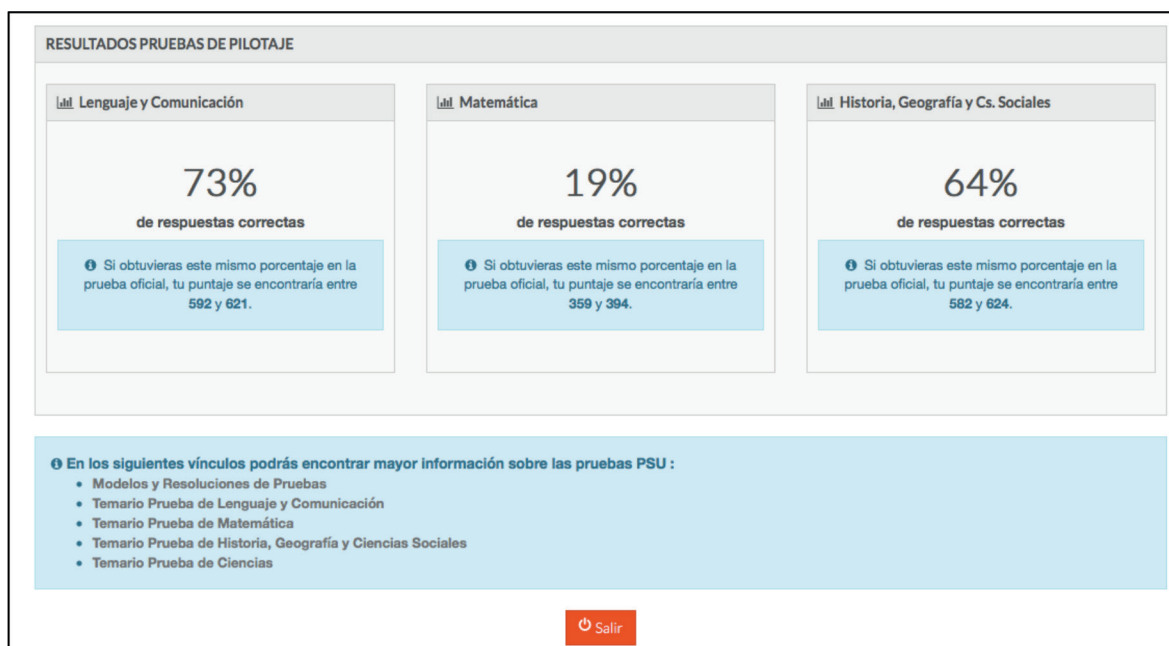 RESULTADOS PRUEBAS DE PILOTAJE
Lenguaje y Comunicación
73%
de respuestas correctas
Si obtuvieras este mismo porcentaje en la
prueba oficial, tu puntaje se encontraría entre
592 y 621.
Matemática
19%
de respuestas correctas
Si obtuvieras este mismo porcentaje en la
prueba oficial, tu puntaje se encontraría entre
359 y 394.
Historia, Geografía y Cs. Sociales
64%
de respuestas correctas
Si obtuvieras este mismo porcentaje en la
prueba oficial, tu puntaje se encontraría entre
582 y 624.
En los siguientes vínculos podrás encontrar mayor información sobre las pruebas PSU :
• Modelos y Resoluciones de Pruebas
• Temario Prueba de Lenguaje y Comunicación
• Temario Prueba de Matemática
• Temario Prueba de Historia, Geografía y Ciencias Sociales
• Temario Prueba de Ciencias
Salir